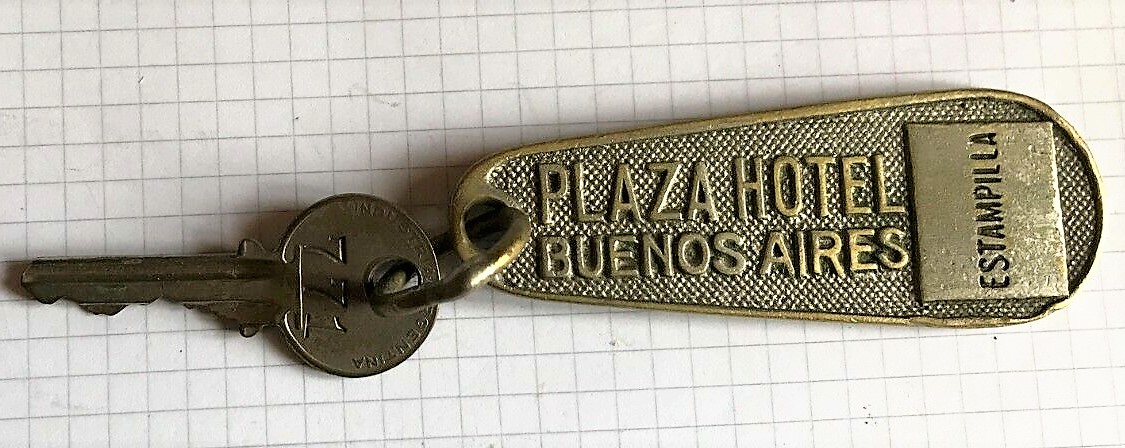 PLAZA HOTEL
BUENOS AIRES
ESTAMPILLA